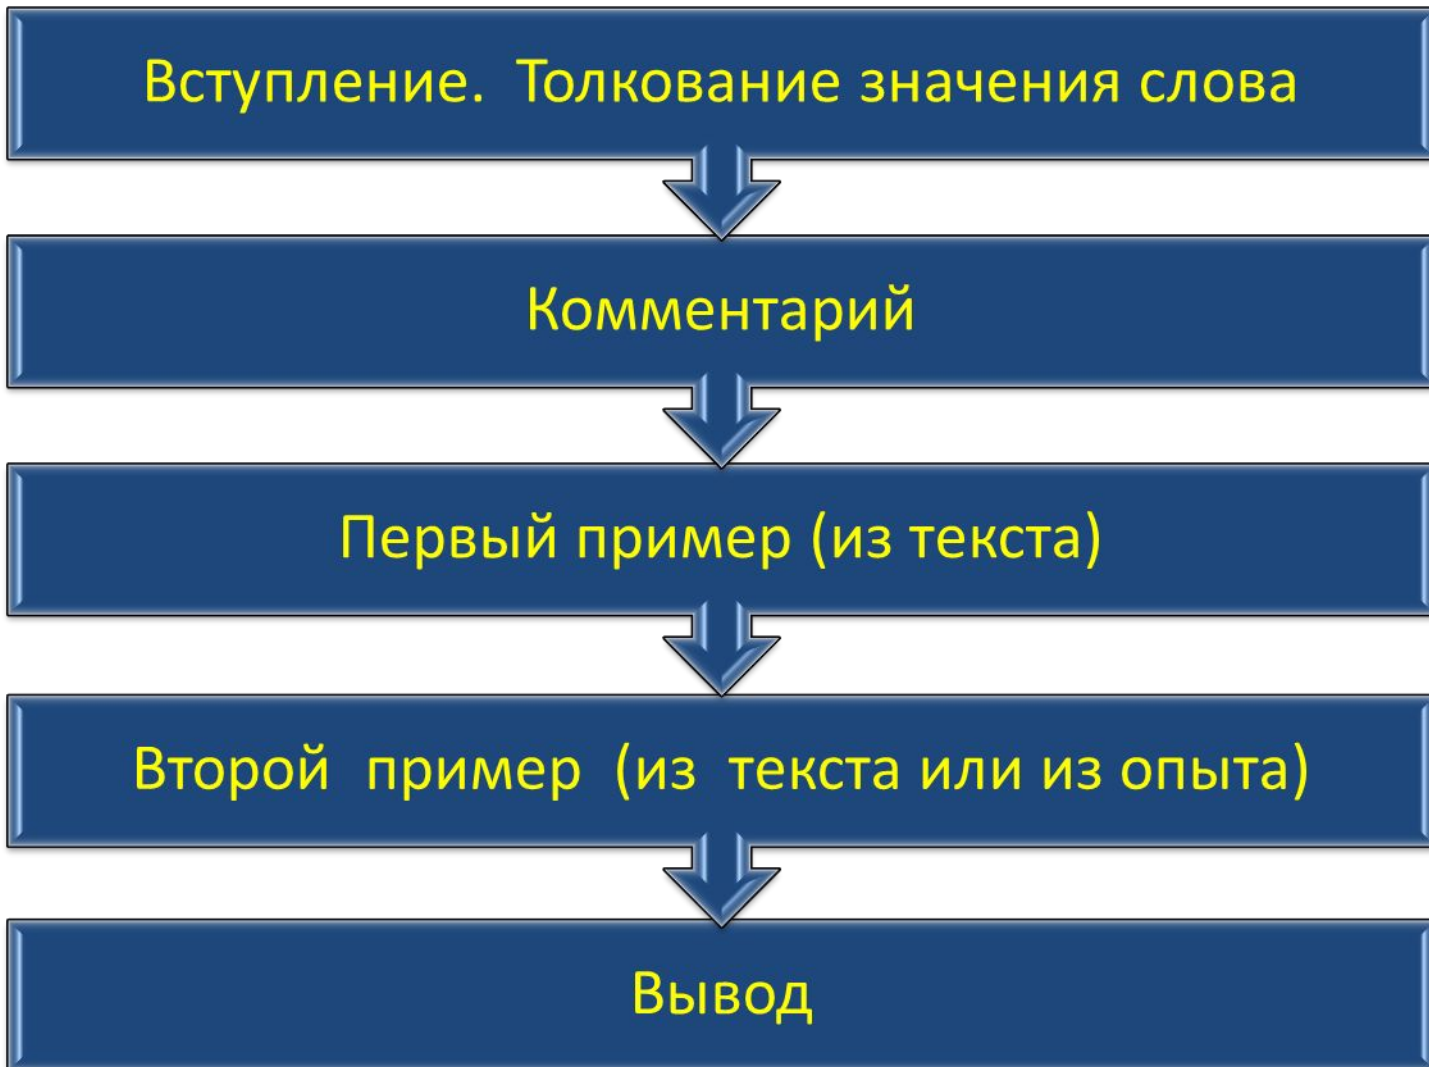 Вступление. Толкование значения слова
Комментарий
Первый пример (из текста)
Второй пример (из текста или из опыта)
Вывод